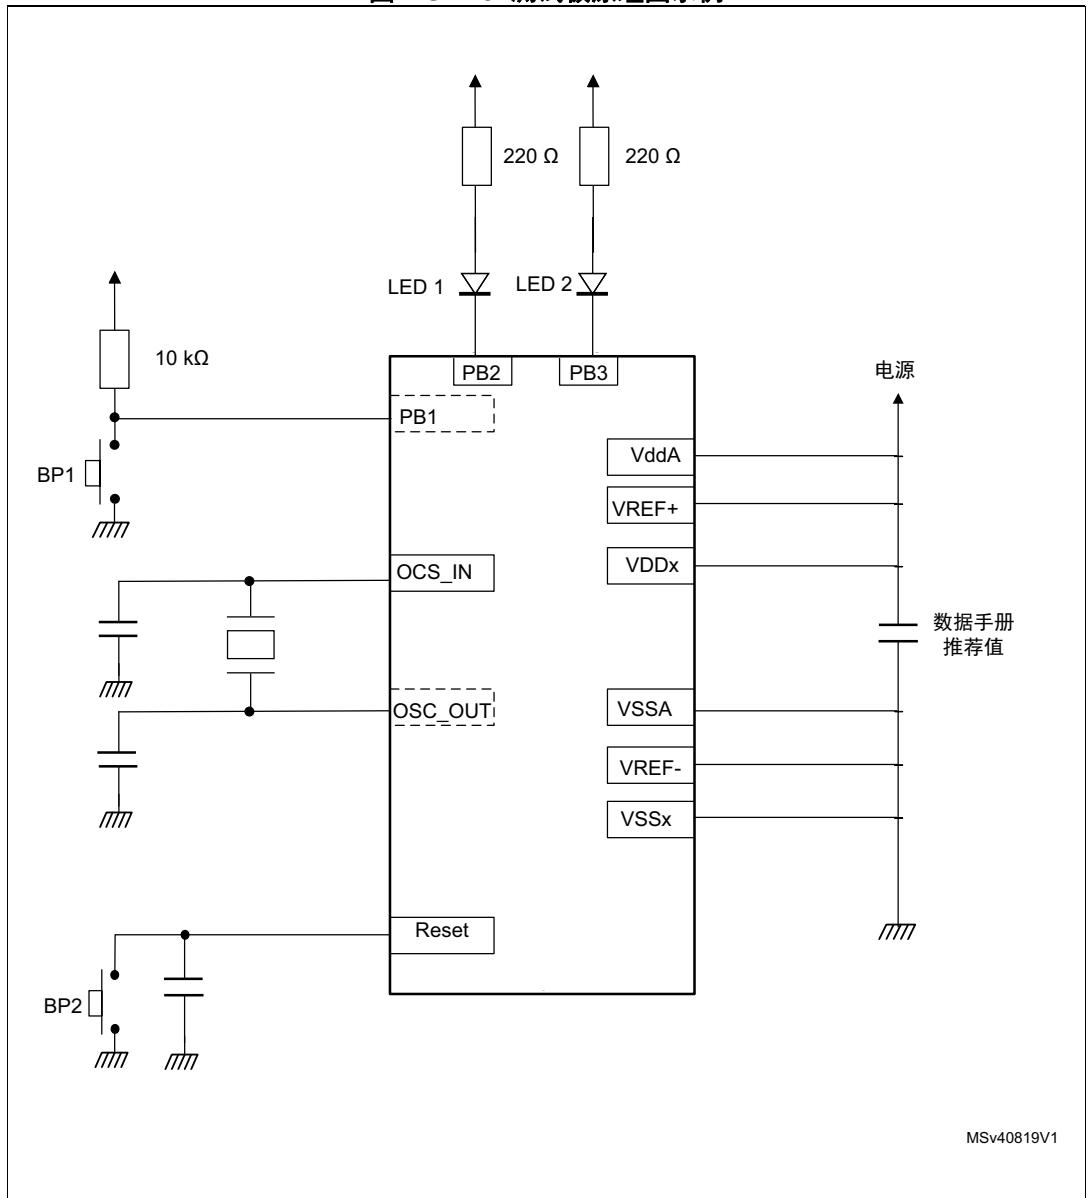 220 Ω
220 Ω
LED 1
LED 2
10 kΩ
PB2
PB3
电源
PB1
VddA
BP1
VREF+
VDDx
OCS_IN
数据手册
推荐值
OSC_OUT
VSSA
VREF-
VSSx
Reset
BP2
MSv40819V1